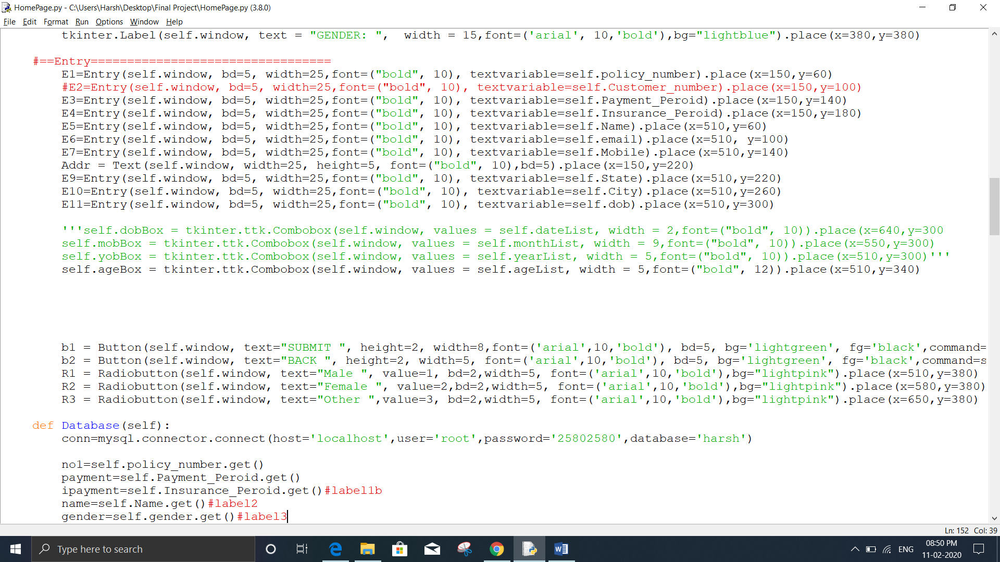 HomePage.py - C:\Users\Harsh\Desktop\Final Project\HomePage.py (3.8.0)
File Edit Format Run Options Window Help
tkinter.Label(self.window, text = "GENDER: ",  width = 15,font=('arial', 10,'bold'),bg="lightblue").place(x=380,y=380)
#==Entry=================================
E1=Entry(self.window, bd=5, width=25,font=("bold", 10), textvariable=self.policy_number).place(x=150,y=60)
#E2=Entry(self.window, bd=5, width=25,font=("bold", 10), textvariable=self.Customer_number).place(x=150,y=100)
E3=Entry(self.window, bd=5, width=25,font=("bold", 10), textvariable=self.Payment_Peroid).place(x=150,y=140)
E4=Entry(self.window, bd=5, width=25,font=("bold", 10), textvariable=self.Insurance_Peroid).place(x=150,y=180)
E5=Entry(self.window, bd=5, width=25,font=("bold", 10), textvariable=self.Name).place(x=510,y=60)
E6=Entry(self.window, bd=5, width=25,font=("bold", 10), textvariable=self.email).place(x=510, y=100)
E7=Entry(self.window, bd=5, width=25,font=("bold", 10), textvariable=self.Mobile).place(x=510,y=140)
Addr = Text(self.window, width=25, height=5, font=("bold", 10),bd=5).place(x=150,y=220)
E9=Entry(self.window, bd=5, width=25,font=("bold", 10), textvariable=self.State).place(x=510,y=220)
E10=Entry(self.window, bd=5, width=25,font=("bold", 10), textvariable=self.City).place(x=510,y=260)
E11=Entry(self.window, bd=5, width=25,font=("bold", 10), textvariable=self.dob).place(x=510,y=300)
'''self.dobBox = tkinter.ttk.Combobox(self.window, values = self.dateList, width = 2,font=("bold", 10)).place(x=640,y=300
self.mobBox = tkinter.ttk.Combobox(self.window, values = self.monthList, width = 9,font=("bold", 10)).place(x=550,y=300)
self.yobBox = tkinter.ttk.Combobox(self.window, values = self.yearList, width = 5,font=("bold", 10)).place(x=510,y=300)'''
self.ageBox = tkinter.ttk.Combobox(self.window, values = self.ageList, width = 5,font=("bold", 12)).place(x=510,y=340)
b1 = Button(self.window, text="SUBMIT ", height=2, width=8,font=('arial',10,'bold'), bd=5, bg='lightgreen', fg='black',command=
b2 = Button(self.window, text="BACK ", height=2, width=5, font=('arial',10,'bold'), bd=5, bg='lightgreen', fg='black',command=s
R1 = Radiobutton(self.window, text="Male ", value=1, bd=2,width=5, font=('arial',10,'bold'),bg="lightpink").place(x=510,y=380)
R2 = Radiobutton(self.window, text="Female ", value=2,bd=2,width=5, font=('arial',10,'bold'),bg="lightpink").place(x=580,y=380)
R3 = Radiobutton(self.window, text="Other ",value=3, bd=2,width=5, font=('arial',10,'bold'),bg="lightpink").place(x=650,y=380)
def Database(self):
conn=mysql.connector.connect(host='localhost',user='root',password='25802580',database='harsh')
no1=self.policy_number.get()
payment=self.Payment_Peroid.get()
ipayment=self.Insurance_Peroid.get()#label1b
name=self.Name.get()#label2
gender=self.gender.get()#label3
Ln: 152 Col: 39
Type here to search
ENG
08:50 PM
11-02-2020